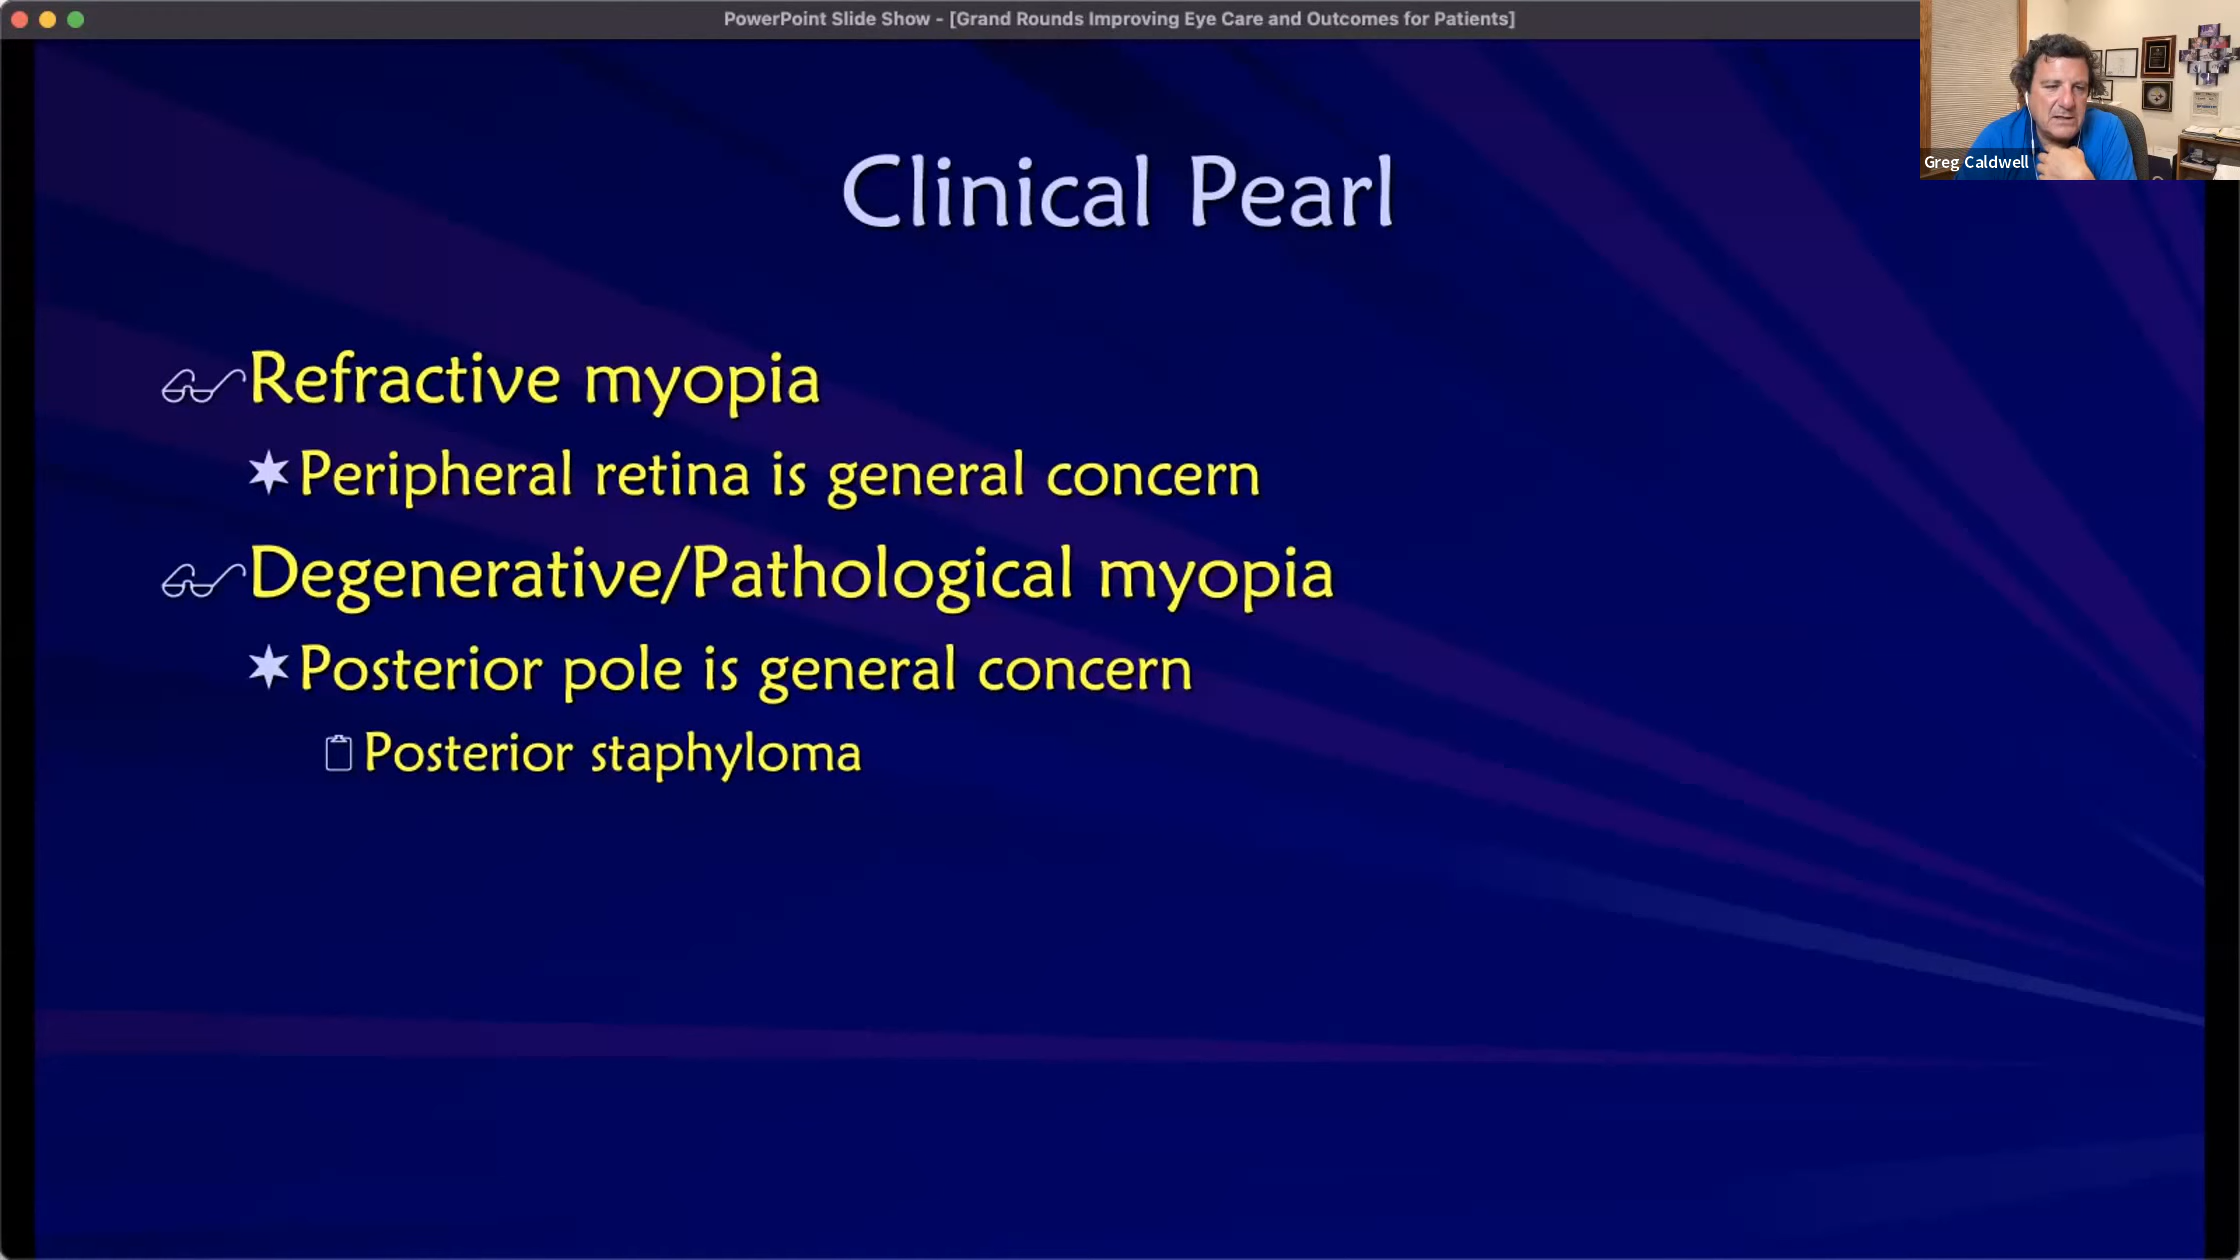 PowerPoint Slide Show - [Grand Rounds Improving Eye Care and Outcomes for Patients]
Greg Caldwell
Clinical Pearl
Refractive myopia
Peripheral retina is general concern
Degenerative/Pathological myopia
Posterior pole is general concern
Posterior staphyloma